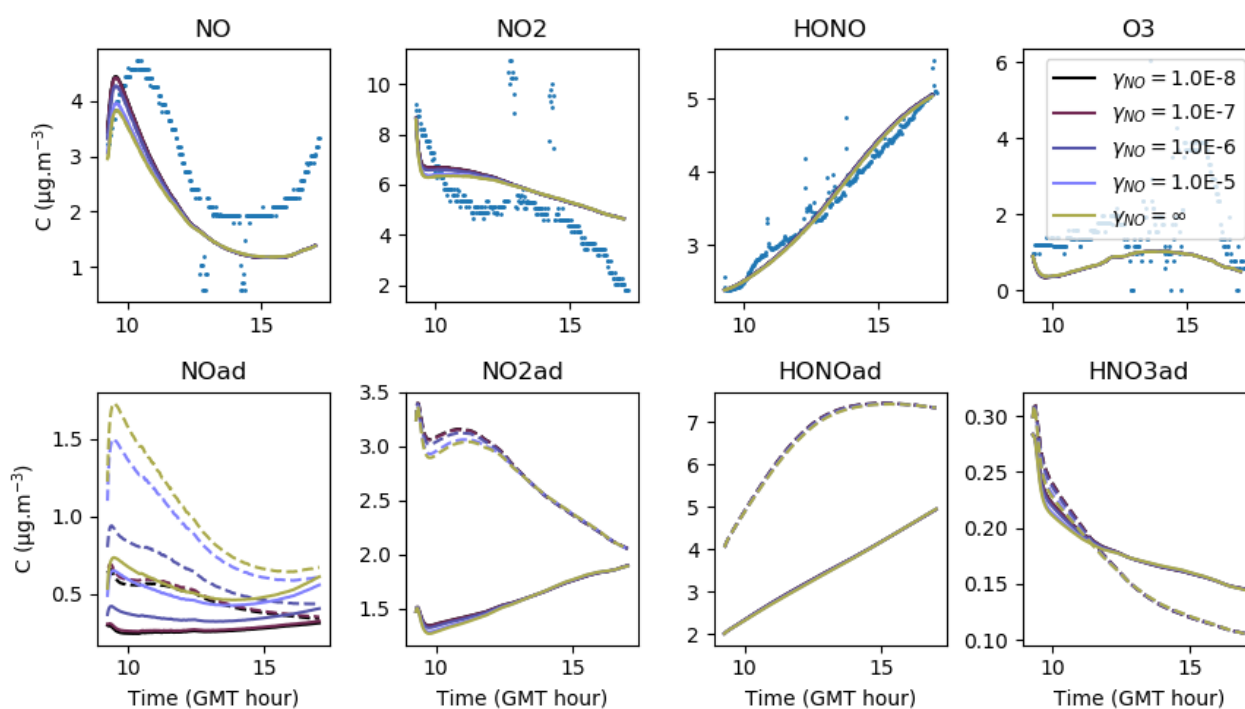 NO
NO2
HONO
O3
C (μg.m⁻³)
4
3
2
1
10
8
6
4
2
5
4
3
6
4
2
0
γNO = 1.0E-8
γNO = 1.0E-7
γNO = 1.0E-6
γNO = 1.0E-5
γNO = ∞
10
15
10
15
10
15
10
15
NOad
NO2ad
HONOad
HNO3ad
C (μg.m⁻³)
1.5
1.0
0.5
3.5
3.0
2.5
2.0
1.5
7
6
5
4
3
2
0.30
0.25
0.20
0.15
0.10
10
15
10
15
10
15
10
15
Time (GMT hour)
Time (GMT hour)
Time (GMT hour)
Time (GMT hour)